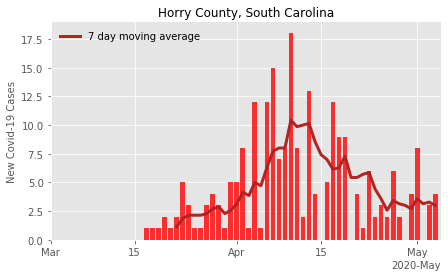 Horry County, South Carolina
7 day moving average
New Covid-19 Cases
17.5
15.0
12.5
10.0
7.5
5.0
2.5
0.0
Mar 15 Apr 15 May
2020-May